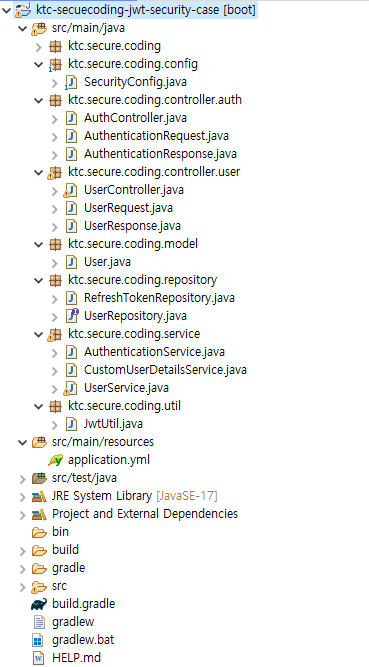 ktc-secuecoding-jwt-security-case [boot]
src/main/java
ktc.secure.coding
ktc.secure.coding.config
SecurityConfig.java
ktc.secure.coding.controller.auth
AuthController.java
AuthenticationRequest.java
AuthenticationResponse.java
ktc.secure.coding.controller.user
UserController.java
UserRequest.java
UserResponse.java
ktc.secure.coding.model
User.java
ktc.secure.coding.repository
RefreshTokenRepository.java
UserRepository.java
ktc.secure.coding.service
AuthenticationService.java
CustomUserDetailsService.java
UserService.java
ktc.secure.coding.util
JwtUtil.java
src/main/resources
application.yml
src/test/java
JRE System Library [JavaSE-17]
Project and External Dependencies
bin
build
gradle
src
build.gradle
gradlew
gradlew.bat
HELP.md